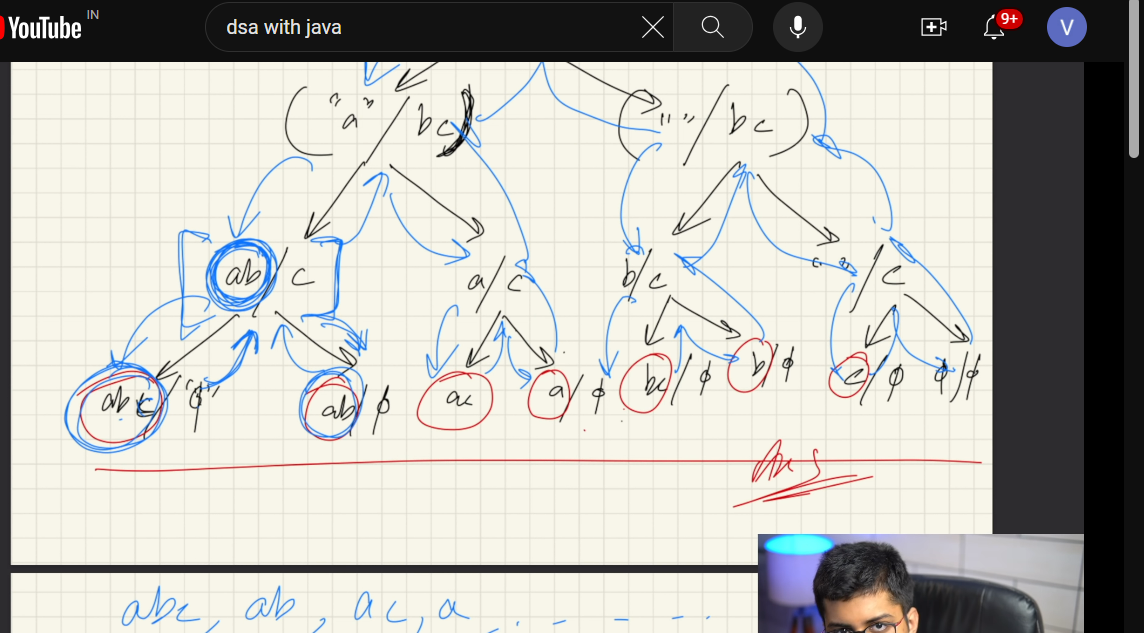 YouTube IN
dsa with java
9+
V
("a" / bc) (" " / bc)
ab / c a / c b/c " " / c
abc / "φ" ab/φ ac a/φ bc/φ b/φ c/φ φ/φ
Ans
abc, ab, ac, a . - - - .